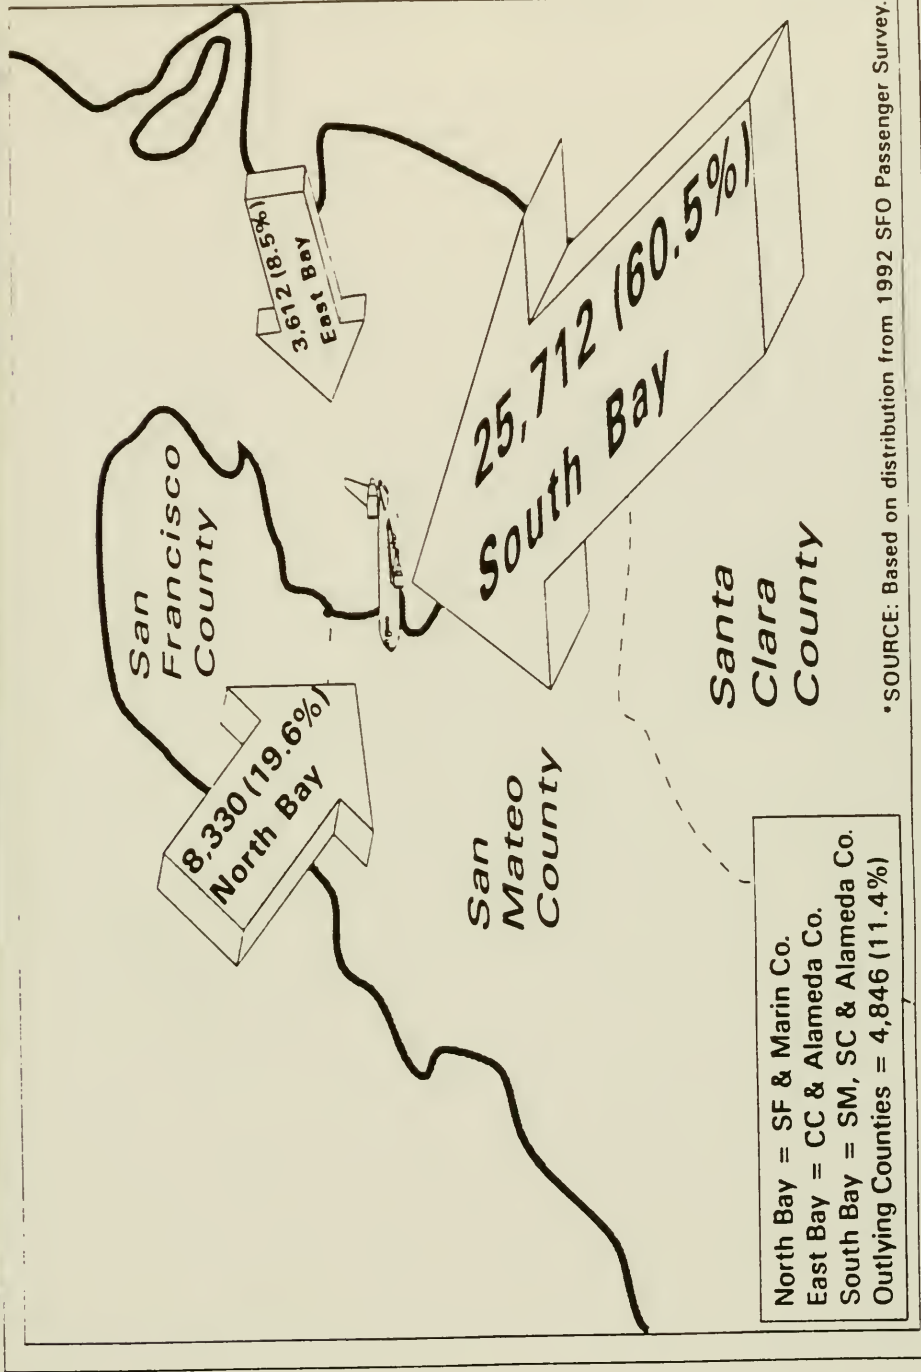 San
Francisco
County
8,330 (19.6%)
North Bay
3,612 (8.5%)
East Bay
25,712 (60.5%)
South Bay
San
Mateo
County
Santa
Clara
County
North Bay = SF & Marin Co.
East Bay = CC & Alameda Co.
South Bay = SM, SC & Alameda Co.
Outlying Counties = 4,846 (11.4%)
*SOURCE: Based on distribution from 1992 SFO Passenger Survey.